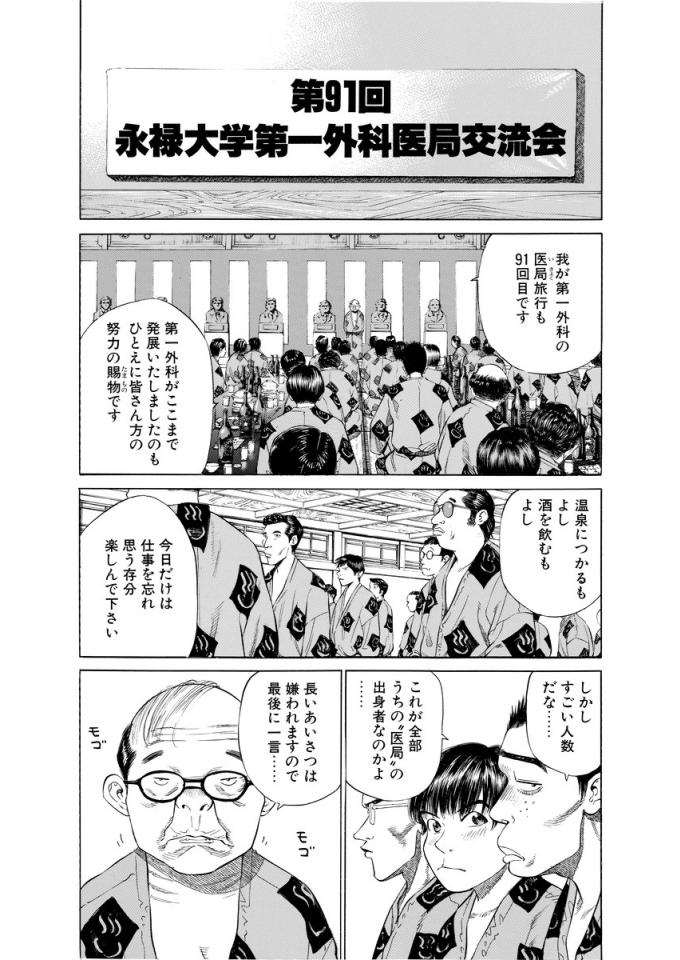 第91回
永禄大学第一外科医局交流会
我が第一外科の
医局旅行も
いきょく
91回目です
第一外科がここまで
発展いたしましたのも
ひとえに皆さん方の
努力の賜物です
たまもの
温泉につかるも
よし
酒を飲むも
よし
今日だけは
仕事を忘れ
思う存分
楽しんで下さい
しかし
すごい人数
だな……
これが全部
うちの〝医局〟の
出身者なのかよ
……
長いあいさつは
嫌われますので
最後に一言……
モゴ
モゴ